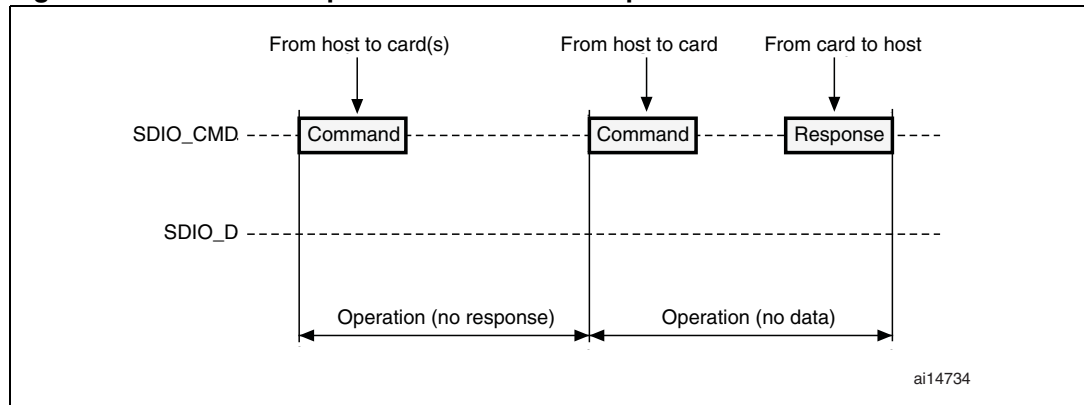 From host to card(s) From host to card From card to host
SDIO_CMD Command Command Response
SDIO_D
Operation (no response) Operation (no data)
ai14734